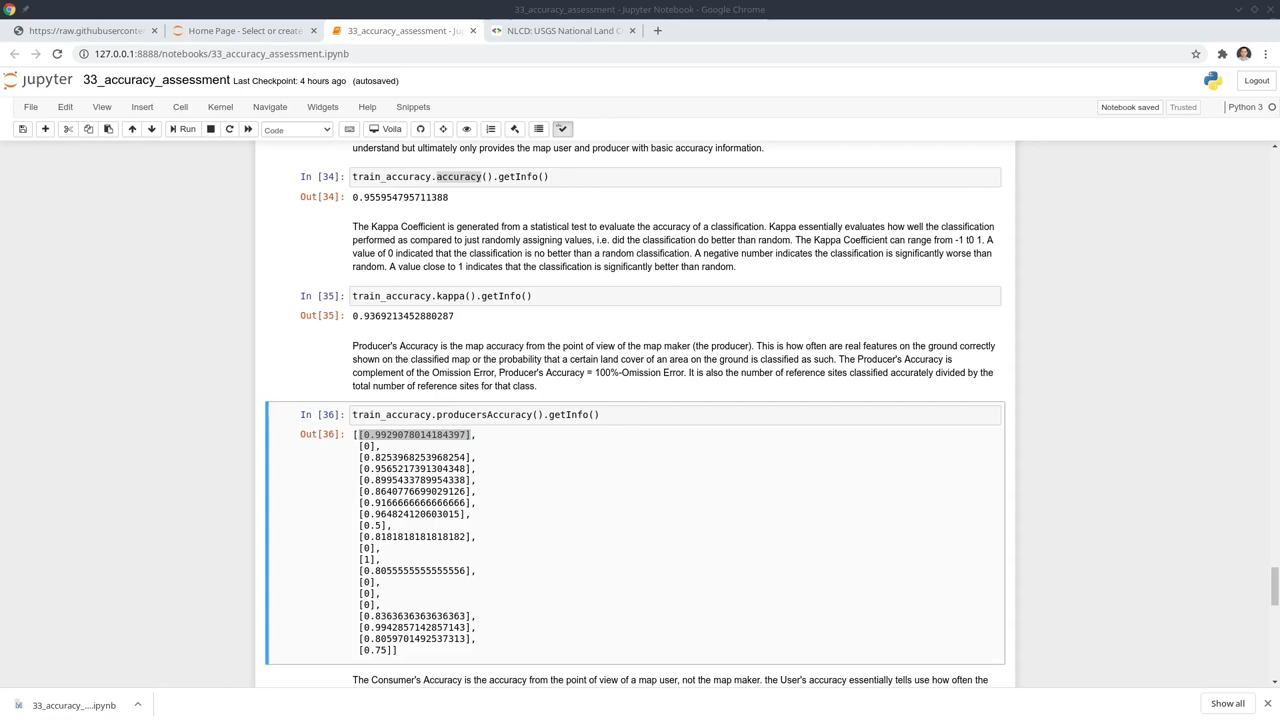 33_accuracy_assessment - Jupyter Notebook - Google Chrome
https://raw.githubuserconte
Home Page - Select or create
33_accuracy_assessment - Ju
NLCD: USGS National Land C
127.0.0.1:8888/notebooks/33_accuracy_assessment.ipynb
jupyter 33_accuracy_assessment Last Checkpoint: 4 hours ago (autosaved)
Logout
File Edit View Insert Cell Kernel Navigate Widgets Help Snippets
Notebook saved Trusted Python 3
Run Code Voila
understand but ultimately only provides the map user and producer with basic accuracy information.
In [34]: train_accuracy.accuracy().getInfo()
Out[34]: 0.955954795711388
The Kappa Coefficient is generated from a statistical test to evaluate the accuracy of a classification. Kappa essentially evaluates how well the classification
performed as compared to just randomly assigning values, i.e. did the classification do better than random. The Kappa Coefficient can range from -1 t0 1. A
value of 0 indicated that the classification is no better than a random classification. A negative number indicates the classification is significantly worse than
random. A value close to 1 indicates that the classification is significantly better than random.
In [35]: train_accuracy.kappa().getInfo()
Out[35]: 0.9369213452880287
Producer's Accuracy is the map accuracy from the point of view of the map maker (the producer). This is how often are real features on the ground correctly
shown on the classified map or the probability that a certain land cover of an area on the ground is classified as such. The Producer's Accuracy is
complement of the Omission Error, Producer's Accuracy = 100%-Omission Error. It is also the number of reference sites classified accurately divided by the
total number of reference sites for that class.
In [36]: train_accuracy.producersAccuracy().getInfo()
Out[36]: [[0.9929078014184397],
[0],
[0.8253968253968254],
[0.9565217391304348],
[0.8995433789954338],
[0.8640776699029126],
[0.9166666666666666],
[0.964824120603015],
[0.5],
[0.8181818181818182],
[0],
[1],
[0.8055555555555556],
[0],
[0],
[0],
[0.8363636363636363],
[0.9942857142857143],
[0.8059701492537313],
[0.75]]
The Consumer's Accuracy is the accuracy from the point of view of a map user, not the map maker. the User's accuracy essentially tells use how often the
33_accuracy_....ipynb
Show all